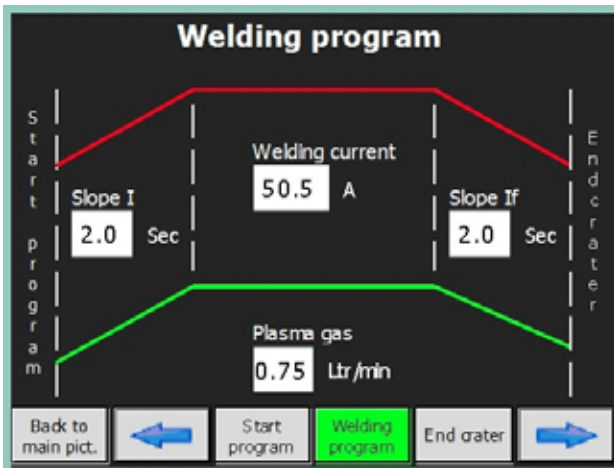 Welding program
Start program
Slope I
2.0 Sec
Welding current
50.5 A
Slope If
2.0 Sec
Endcrater
Plasma gas
0.75 Ltr/min
Back to
main pict.
Start
program
Welding
program
End crater